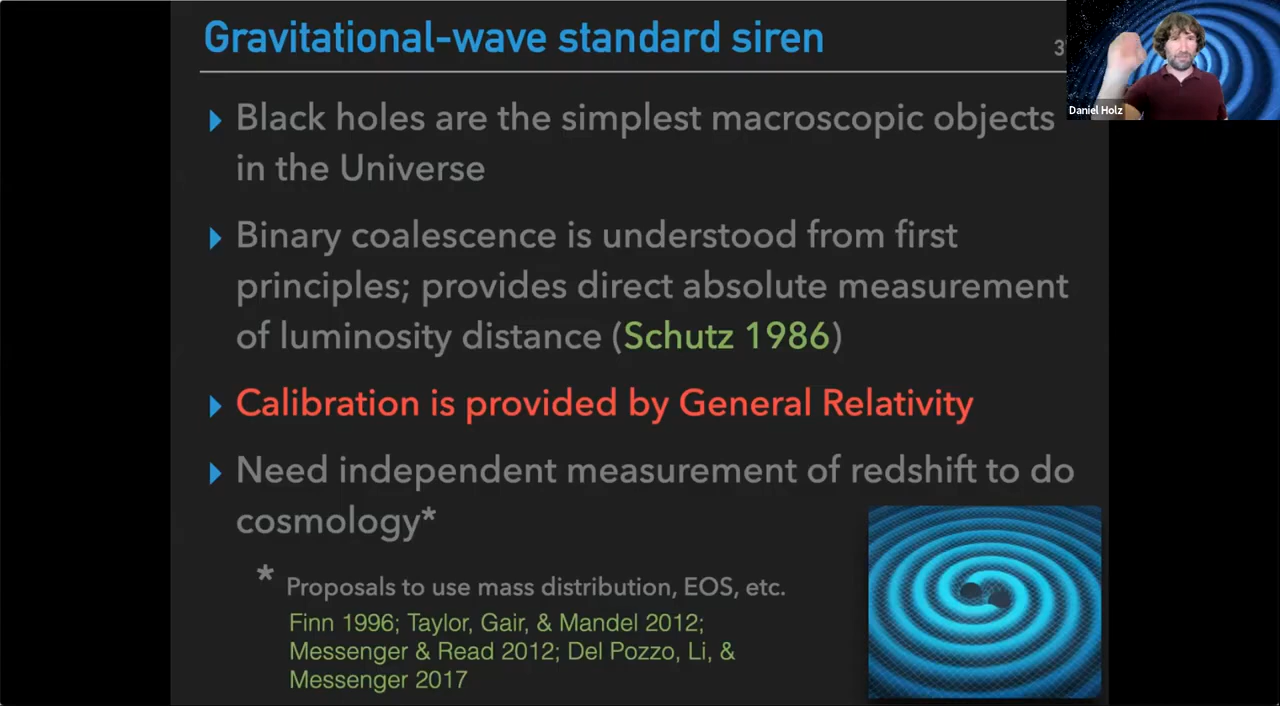 Gravitational-wave standard siren
3
Daniel Holz
Black holes are the simplest macroscopic objects
in the Universe
Binary coalescence is understood from first
principles; provides direct absolute measurement
of luminosity distance (Schutz 1986)
Calibration is provided by General Relativity
Need independent measurement of redshift to do
cosmology*
* Proposals to use mass distribution, EOS, etc.
Finn 1996; Taylor, Gair, & Mandel 2012;
Messenger & Read 2012; Del Pozzo, Li, &
Messenger 2017